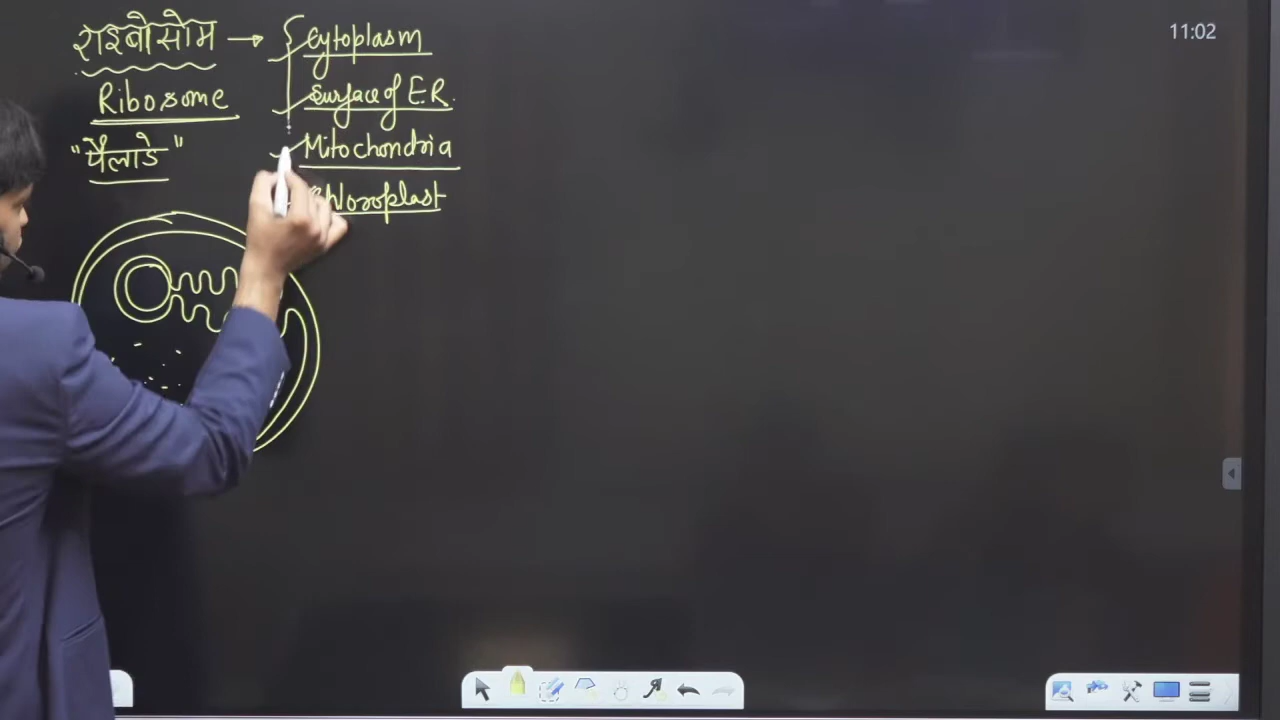 राइबोसोम → Cytoplasm
Ribosome
Surface of E.R.
"पैलाडे"
Mitochondria
Chloroplast
11:02